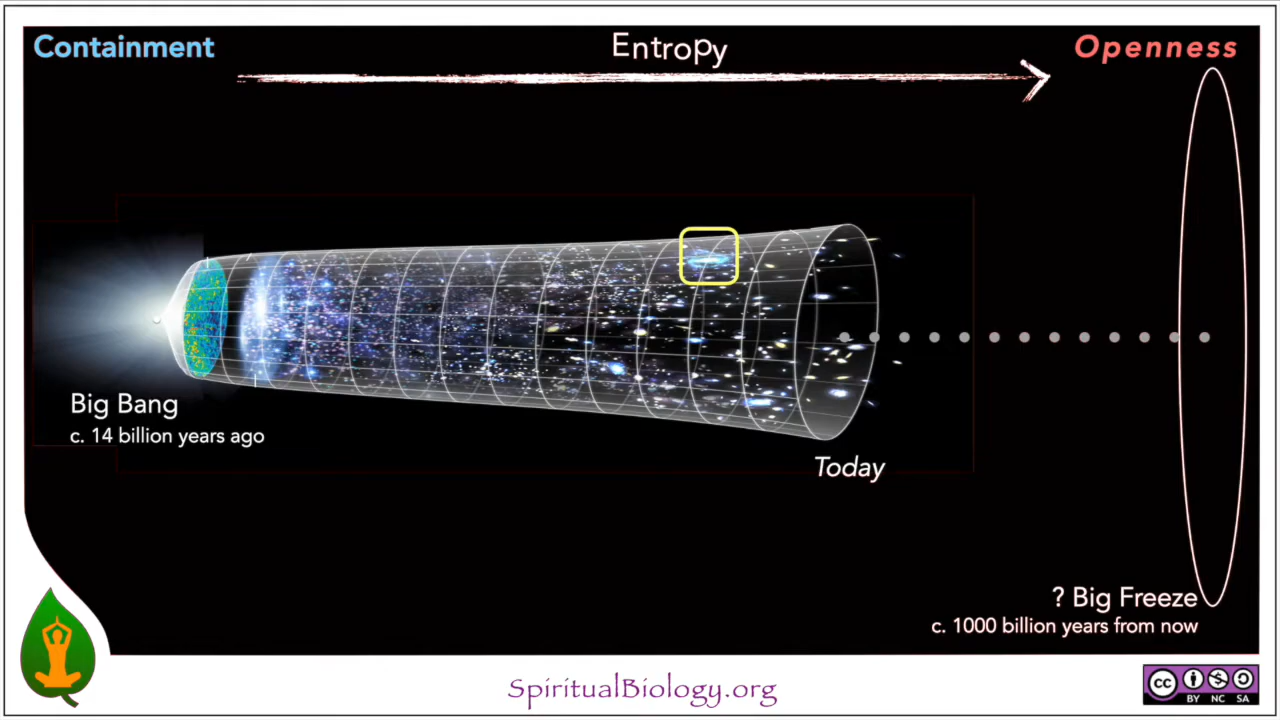 Containment
Entropy
Openness
Big Bang
c. 14 billion years ago
Today
? Big Freeze
c. 1000 billion years from now
SpiritualBiology.org
cc
BY NC SA